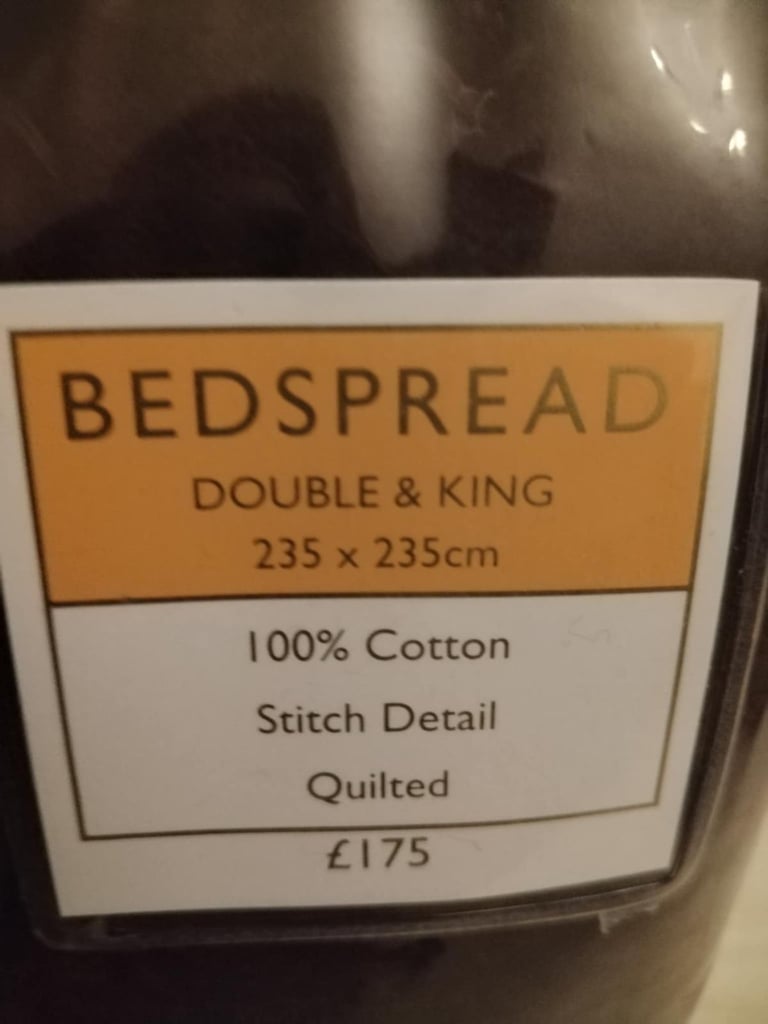 BEDSPREAD
DOUBLE & KING
235 x 235cm
100% Cotton
Stitch Detail
Quilted
£175